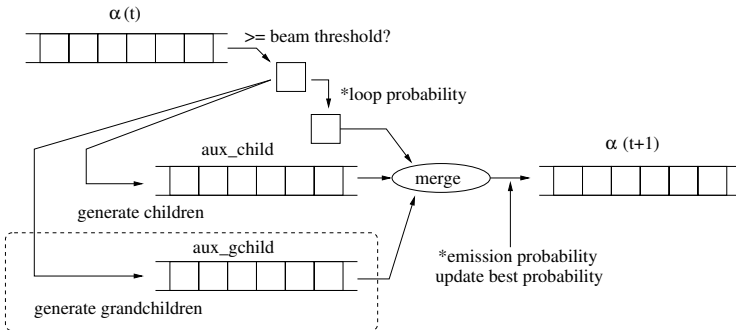 α (t)
>= beam threshold?
*loop probability
aux_child
α (t+1)
merge
generate children
aux_gchild
*emission probability
update best probability
generate grandchildren